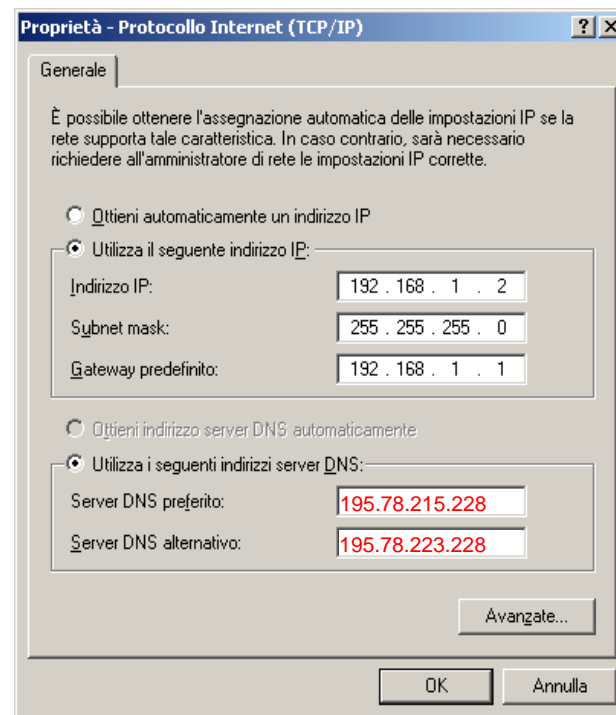 Proprietà - Protocollo Internet (TCP/IP)
Generale
È possibile ottenere l'assegnazione automatica delle impostazioni IP se la
rete supporta tale caratteristica. In caso contrario, sarà necessario
richiedere all'amministratore di rete le impostazioni IP corrette.
Ottieni automaticamente un indirizzo IP
Utilizza il seguente indirizzo IP:
Indirizzo IP: 192 . 168 . 1 . 2
Subnet mask: 255 . 255 . 255 . 0
Gateway predefinito: 192 . 168 . 1 . 1
Ottieni indirizzo server DNS automaticamente
Utilizza i seguenti indirizzi server DNS:
Server DNS preferito: 195.78.215.228
Server DNS alternativo: 195.78.223.228
Avanzate...
OK Annulla